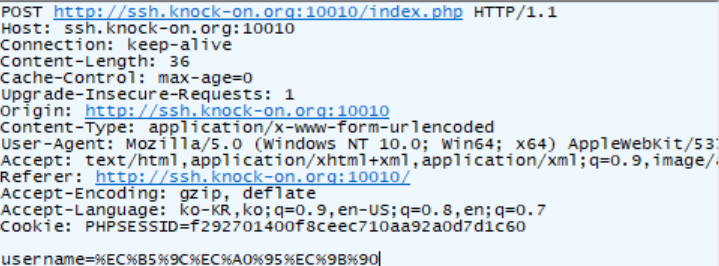 POST http://ssh.knock-on.org:10010/index.php HTTP/1.1
Host: ssh.knock-on.org:10010
Connection: keep-alive
Content-Length: 36
Cache-Control: max-age=0
Upgrade-Insecure-Requests: 1
Origin: http://ssh.knock-on.org:10010
Content-Type: application/x-www-form-urlencoded
User-Agent: Mozilla/5.0 (Windows NT 10.0; Win64; x64) AppleWebKit/537
Accept: text/html,application/xhtml+xml,application/xml;q=0.9,image/
Referer: http://ssh.knock-on.org:10010/
Accept-Encoding: gzip, deflate
Accept-Language: ko-KR,ko;q=0.9,en-US;q=0.8,en;q=0.7
Cookie: PHPSESSID=f292701400f8ceec710aa92a0d7d1c60
username=%EC%B5%9C%EC%A0%95%EC%9B%90